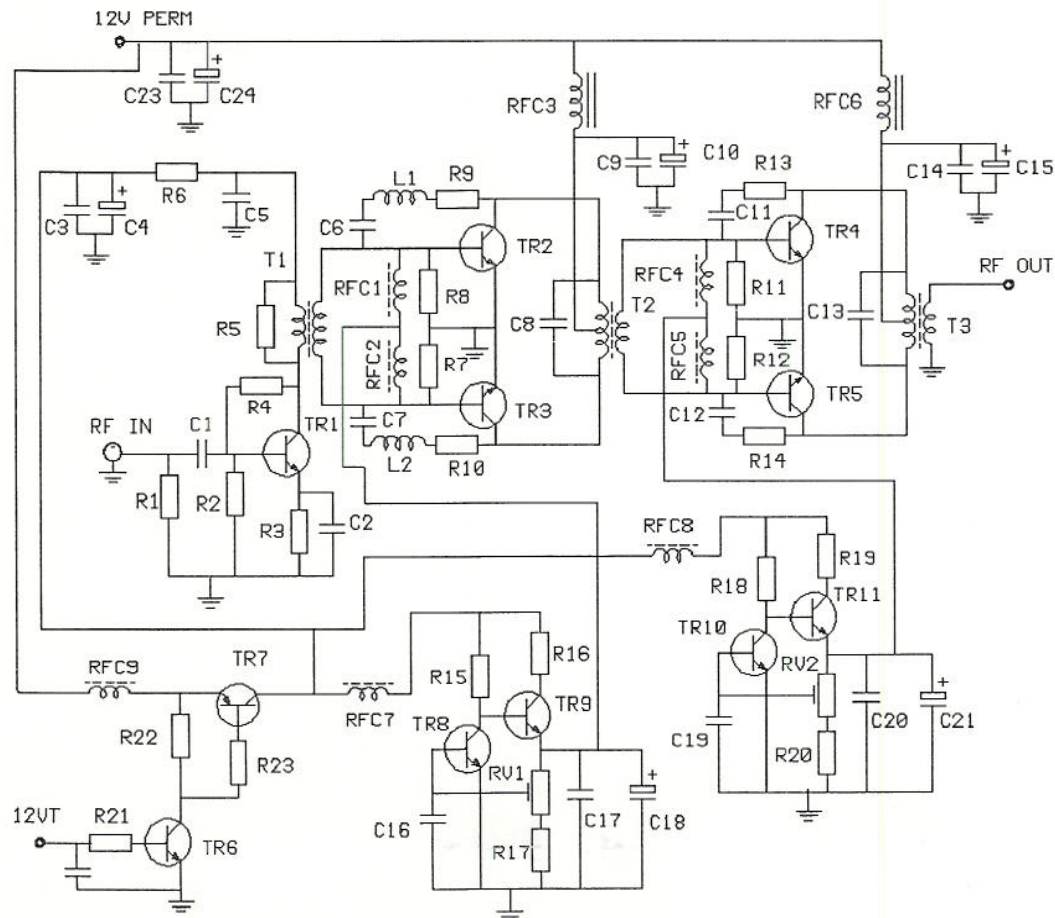 12V PERM
C23
C24
RFC3
RFC6
C9
C10
C14
C15
R6
C3
C4
C5
L1
R9
R13
C6
C11
TR2
TR4
T1
RFC1
R8
RFC4
R11
RF OUT
R5
C8
T2
C13
T3
RFC2
R7
RFC5
R12
R4
C7
TR3
C12
TR5
RF IN
C1
TR1
L2
R10
R14
R1
R2
R3
C2
RFC8
R18
R19
TR11
TR10
RV2
RFC9
TR7
RFC7
R15
R16
C19
C20
C21
R22
R23
TR8
TR9
R20
RV1
12VT
R21
TR6
C16
C17
C18
R17
+
+
+
+
+
+